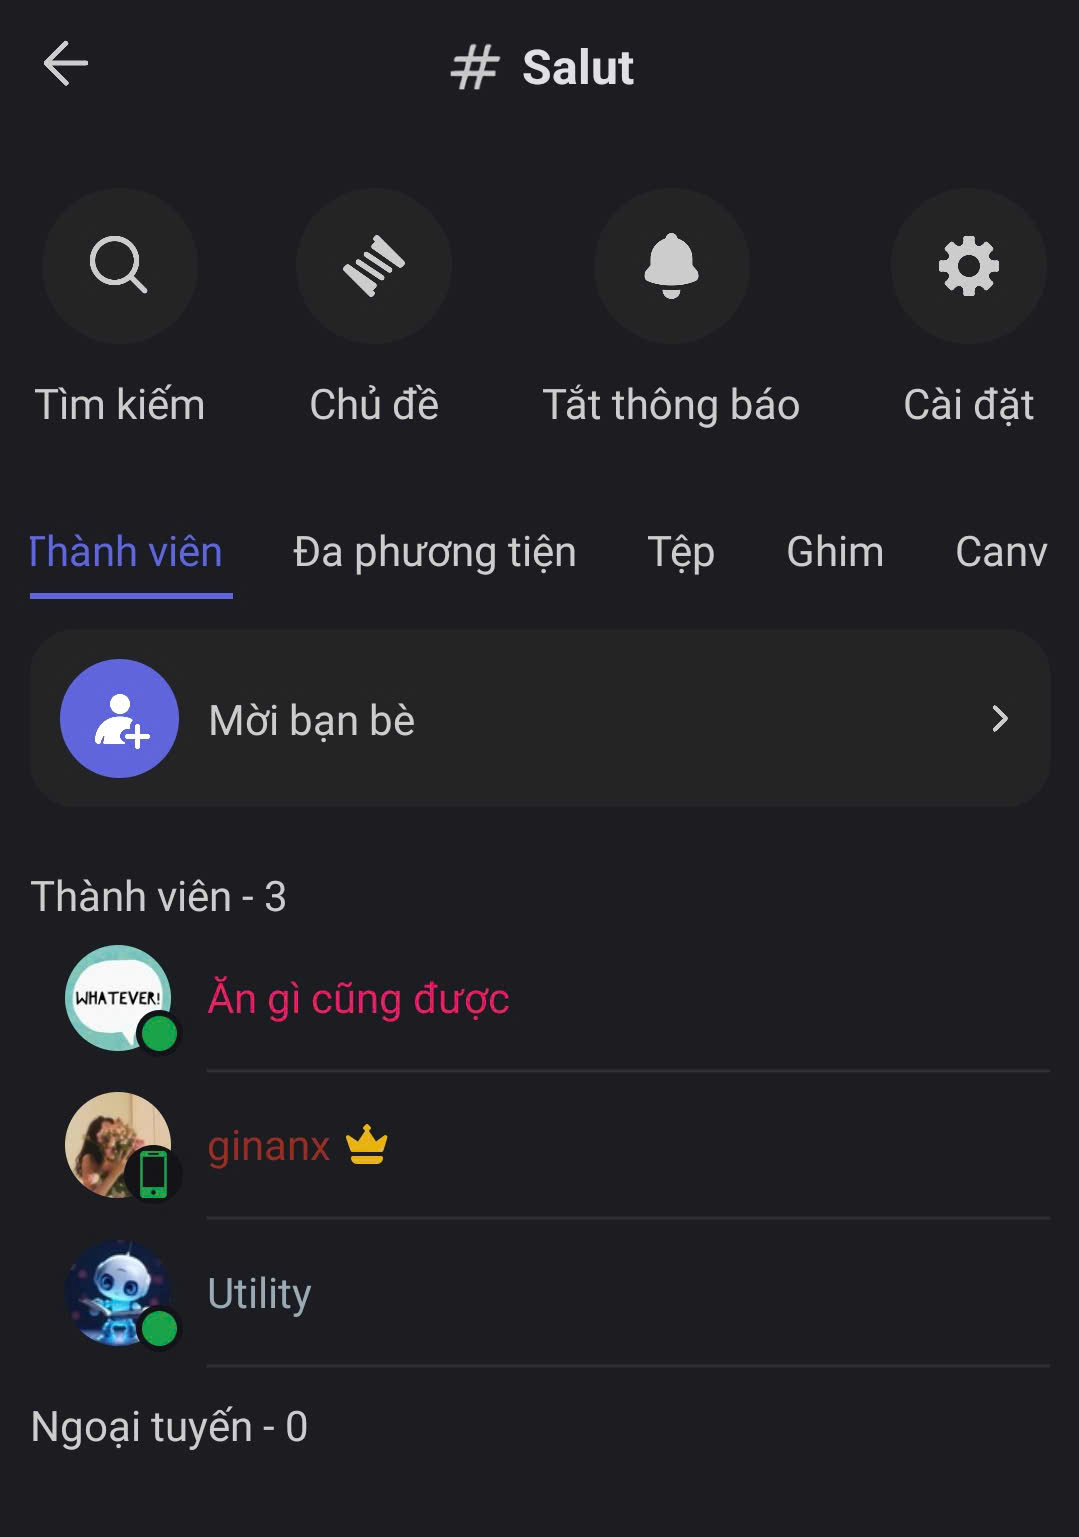 # Salut
Tìm kiếm
Chủ đề
Tắt thông báo
Cài đặt
Thành viên
Đa phương tiện
Tệp
Ghim
Canv
Mời bạn bè
Thành viên - 3
WHATEVER!
Ăn gì cũng được
ginanx
Utility
Ngoại tuyến - 0